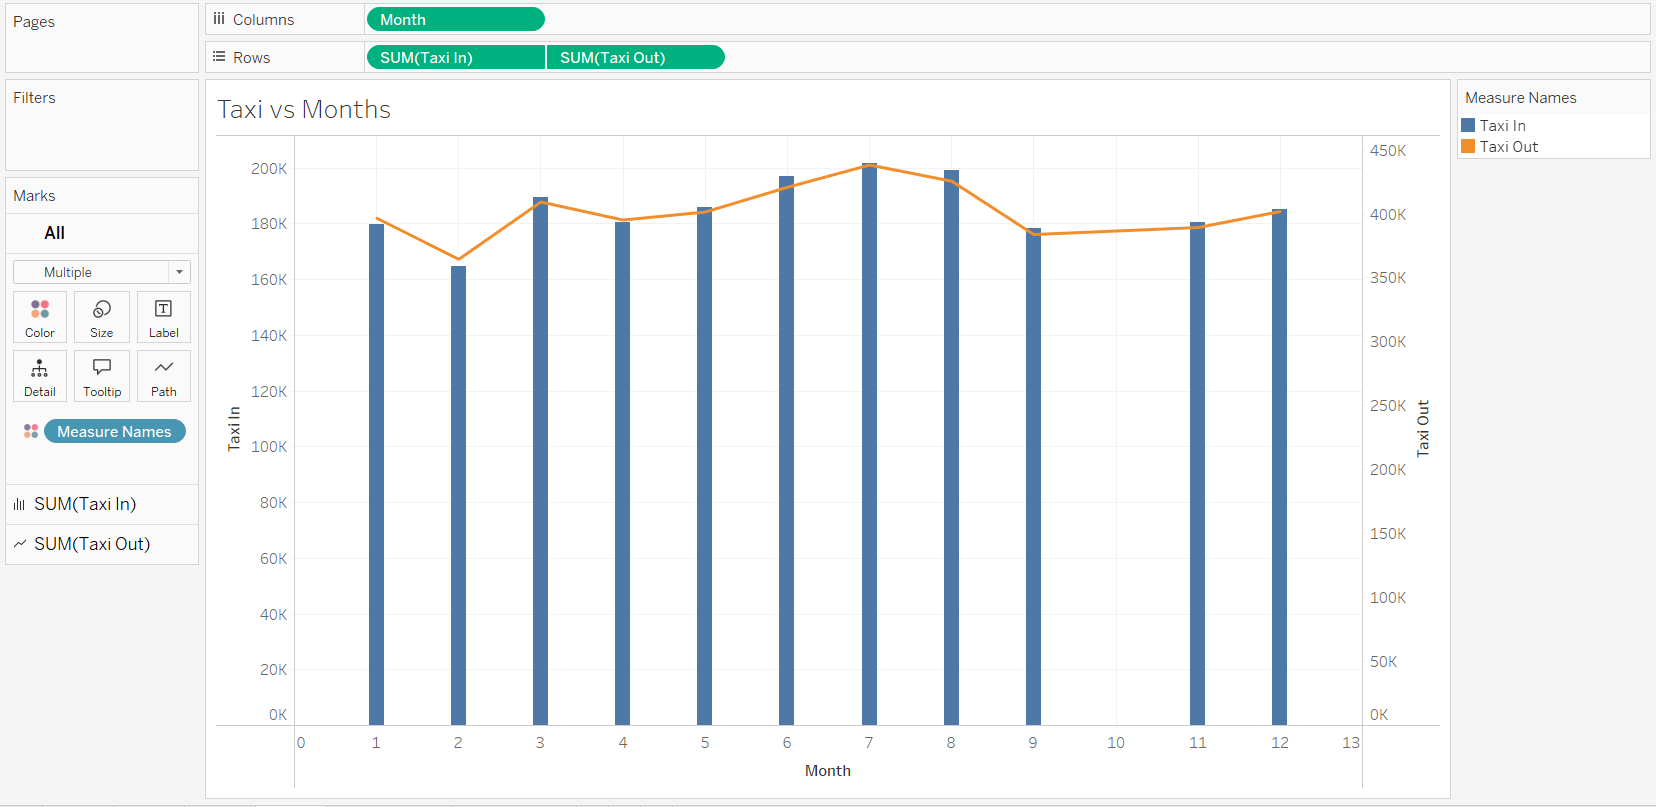 Pages
Columns
Month
Rows
SUM(Taxi In)
SUM(Taxi Out)
Filters
Marks
All
Multiple
Color
Size
Label
Detail
Tooltip
Path
Measure Names
SUM(Taxi In)
SUM(Taxi Out)
Taxi vs Months
200K
180K
160K
140K
120K
100K
80K
60K
40K
20K
0K
Taxi In
450K
400K
350K
300K
250K
200K
150K
100K
50K
0K
Taxi Out
0 1 2 3 4 5 6 7 8 9 10 11 12 13
Month
Measure Names
Taxi In
Taxi Out